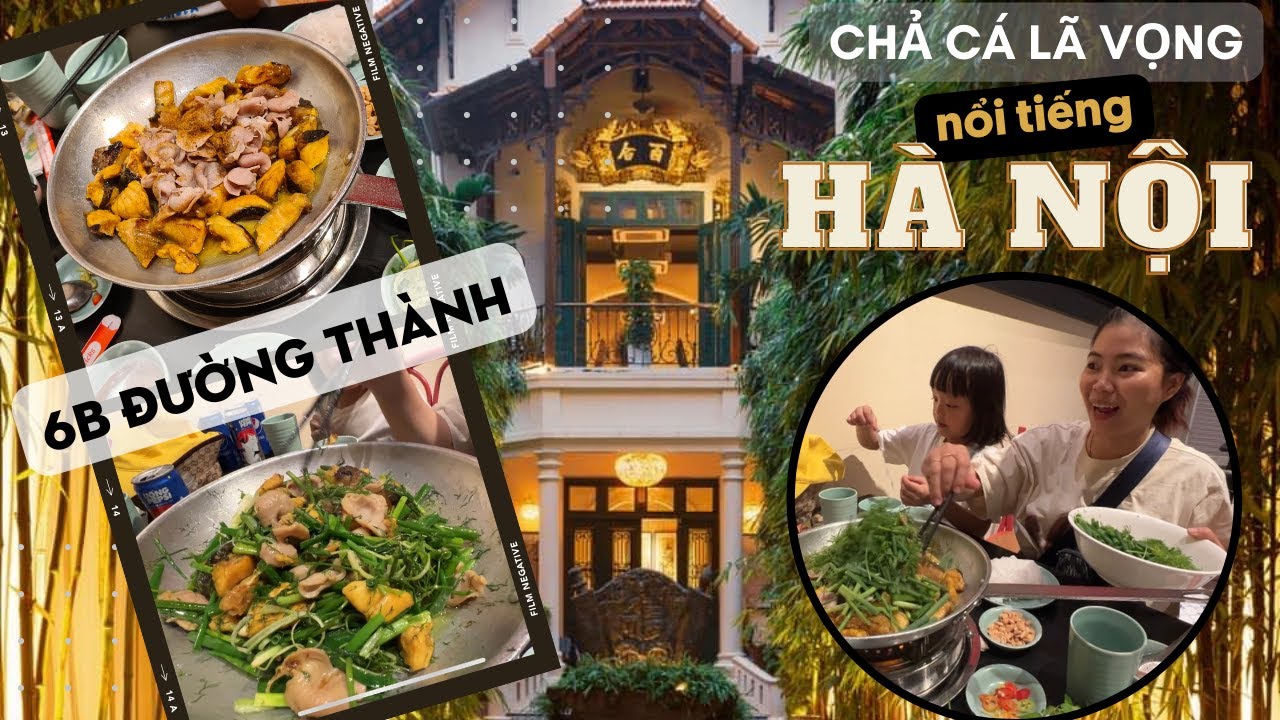 CHẢ CÁ LÃ VỌNG
nổi tiếng
HÀ NỘI
6B ĐƯỜNG THÀNH
FILM NEGATIVE
FILM NEGATIVE
FILM NEGATIVE
13
→ 13 A
→ 14
→ 14 A
石百